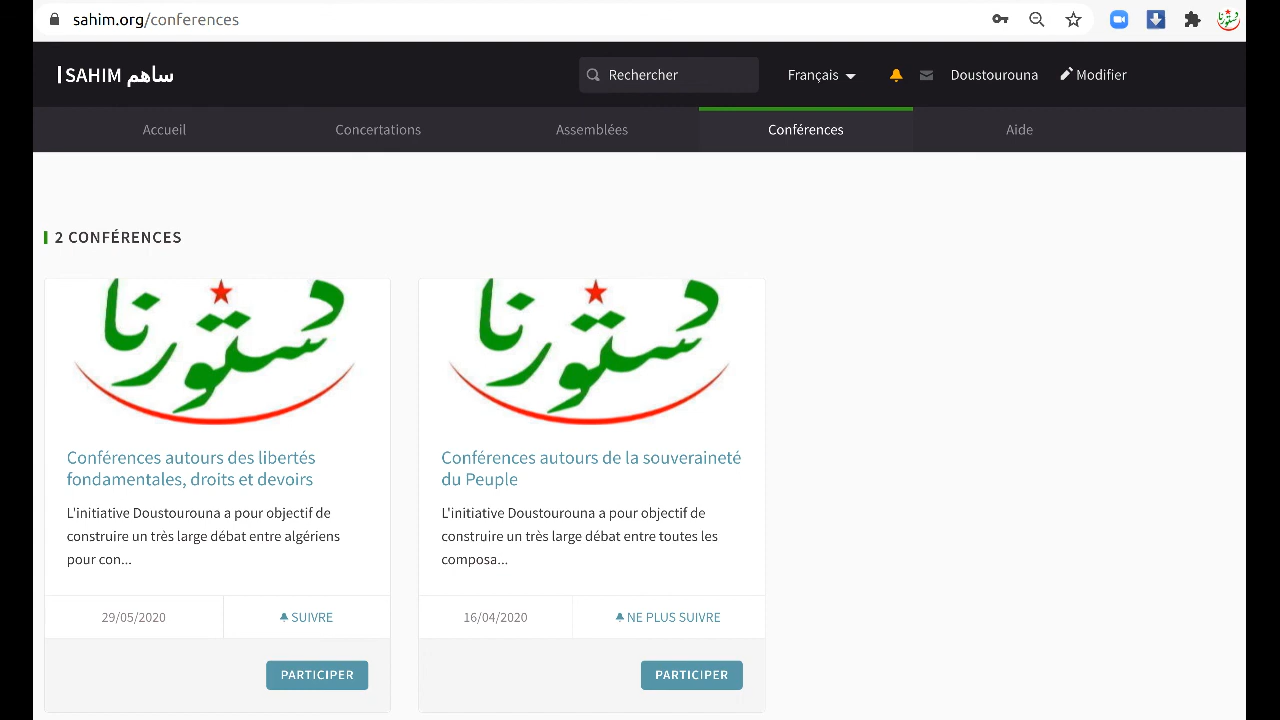 sahim.org/conferences
SAHIM ساهم
Rechercher
Français
Doustourouna
Modifier
Accueil
Concertations
Assemblées
Conférences
Aide
2 CONFÉRENCES
دستورنا
Conférences autours des libertés
fondamentales, droits et devoirs
L'initiative Doustourouna a pour objectif de
construire un très large débat entre algériens
pour con...
29/05/2020
SUIVRE
PARTICIPER
دستورنا
Conférences autours de la souveraineté
du Peuple
L'initiative Doustourouna a pour objectif de
construire un très large débat entre toutes les
composa...
16/04/2020
NE PLUS SUIVRE
PARTICIPER